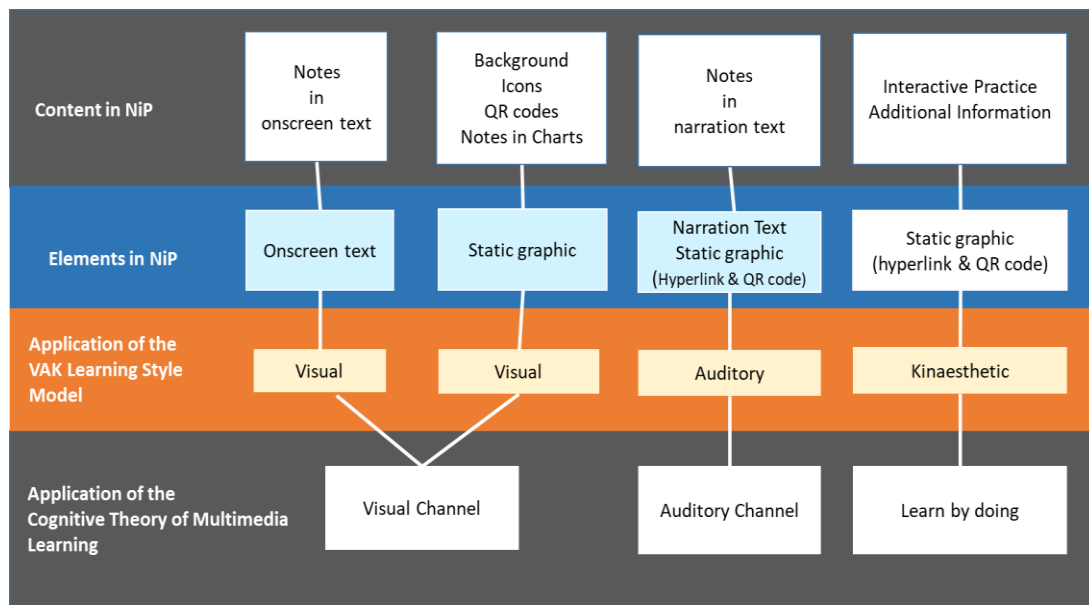 Content in NiP
Notes
in
onscreen text
Background
Icons
QR codes
Notes in Charts
Notes
in
narration text
Interactive Practice
Additional Information
Elements in NiP
Onscreen text
Static graphic
Narration Text
Static graphic
(Hyperlink & QR code)
Static graphic
(hyperlink & QR code)
Application of the
VAK Learning Style
Model
Visual
Visual
Auditory
Kinaesthetic
Application of the
Cognitive Theory of Multimedia
Learning
Visual Channel
Auditory Channel
Learn by doing